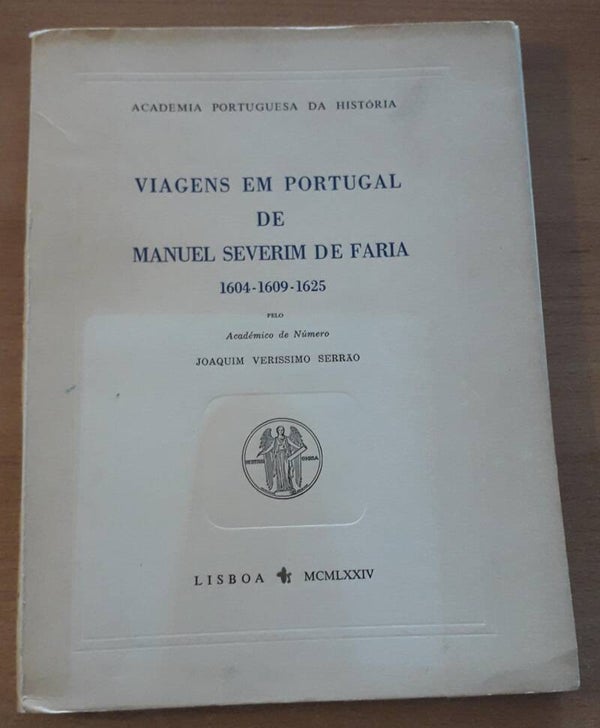 ACADEMIA PORTUGUESA DA HISTÓRIA
VIAGENS EM PORTUGAL
DE
MANUEL SEVERIM DE FARIA
1604-1609-1625
PELO
Académico de Número
JOAQUIM VERÍSSIMO SERRÃO
LISBOA MCMLXXIV